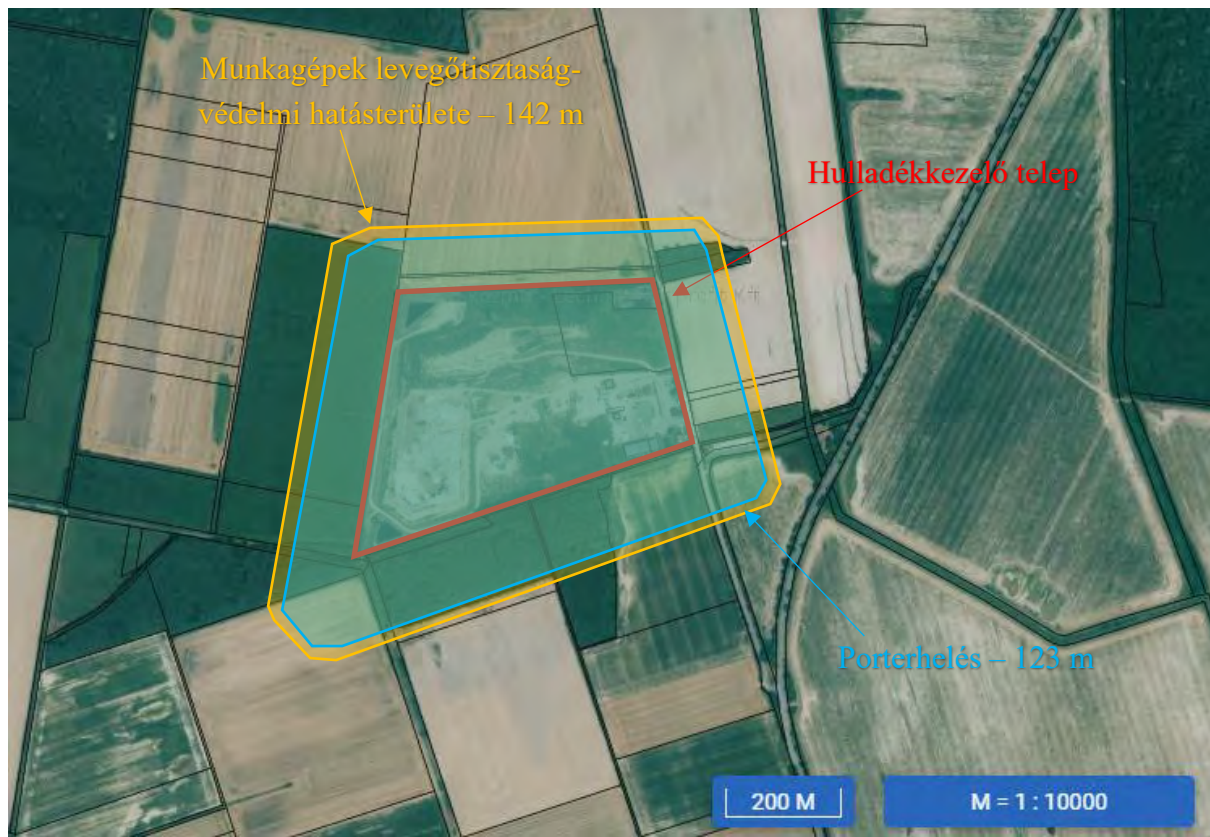 Munkagépek levegőtisztaság-
védelmi hatásterülete – 142 m
Hulladékkezelő telep
Porterhelés – 123 m
200 M
M = 1 : 10000